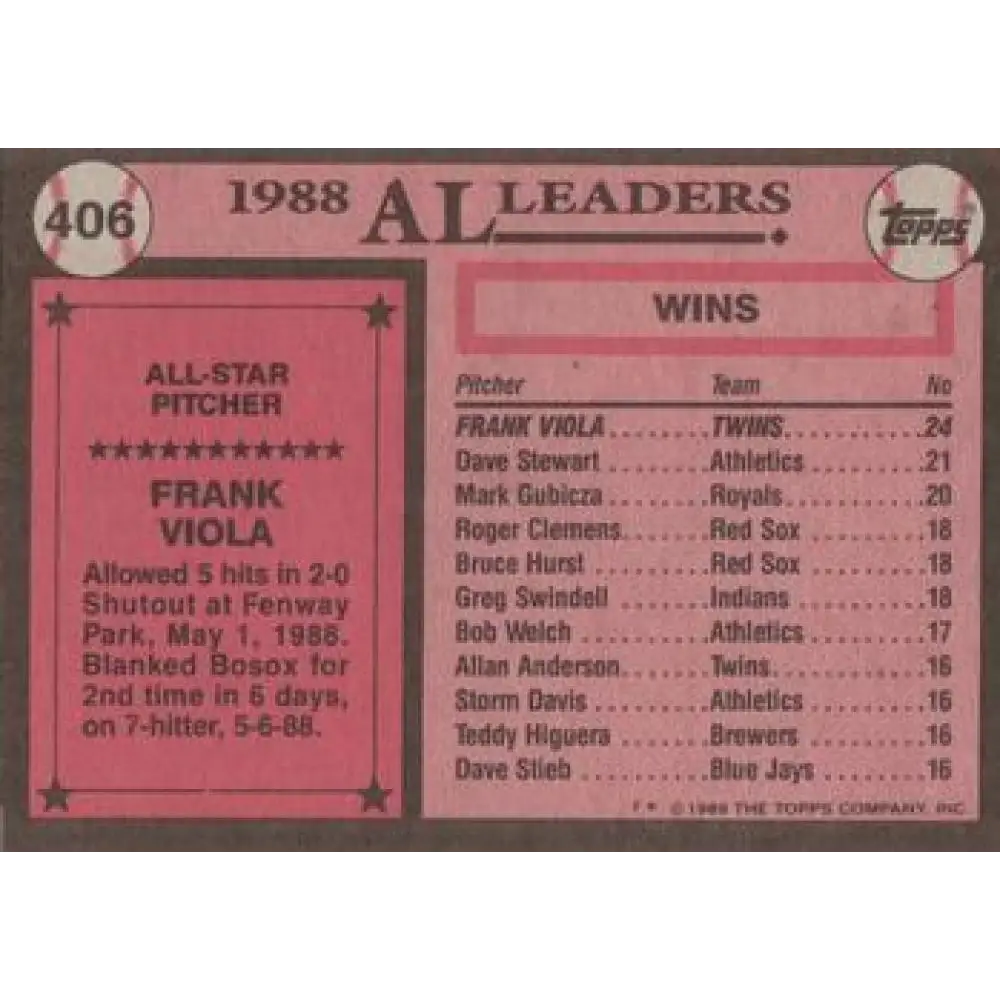 406
1988 AL LEADERS
Topps®
ALL-STAR
PITCHER
FRANK
VIOLA
Allowed 5 hits in 2-0
Shutout at Fenway
Park, May 1, 1988.
Blanked Bosox for
2nd time in 6 days,
on 7-hitter, 5-6-88.
WINS
Pitcher Team No
FRANK VIOLA........TWINS...........24
Dave Stewart ........Athletics .........21
Mark Gubicza........Royals...........20
Roger Clemens.......Red Sox .........18
Bruce Hurst ........Red Sox .........18
Greg Swindell .......Indians ..........18
Bob Welch ..........Athletics .........17
Allan Anderson.......Twins............16
Storm Davis .........Athletics .........16
Teddy Higuera .......Brewers .........16
Dave Stieb ..........Blue Jays ........16
F* © 1989 THE TOPPS COMPANY, INC.